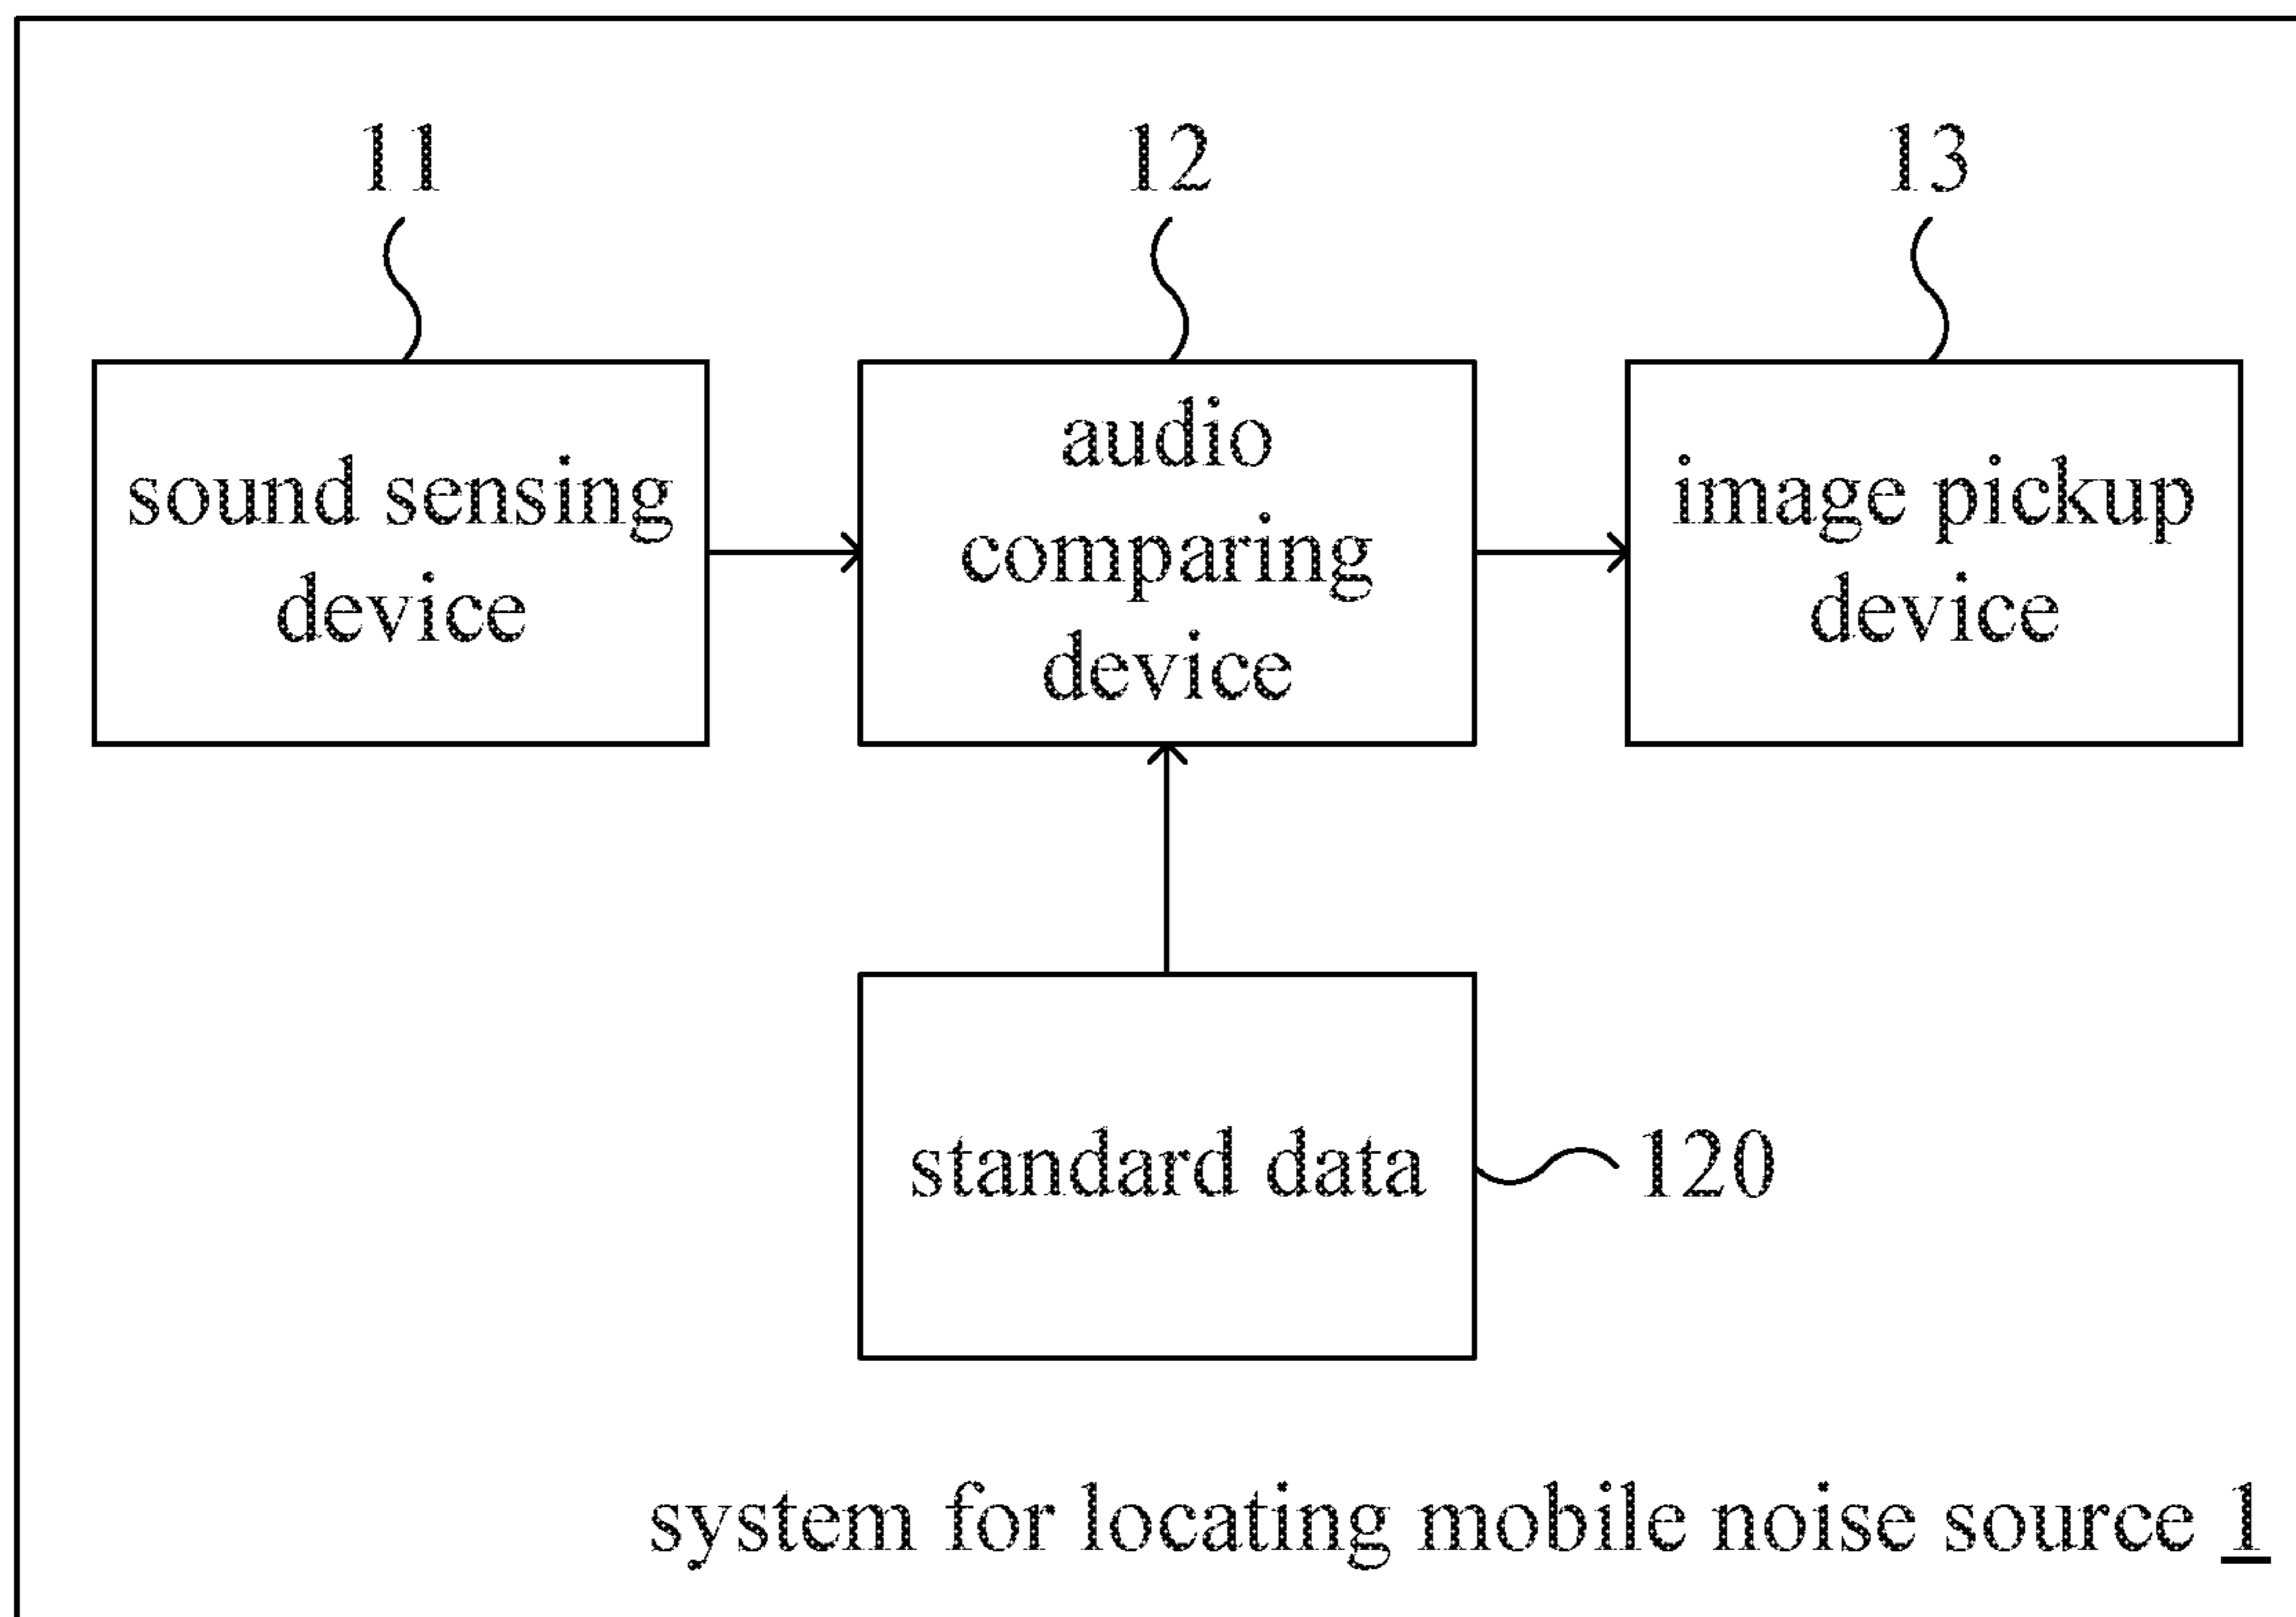 11
12
13
sound sensing
device
audio
comparing
device
image pickup
device
standard data
120
system for locating mobile noise source 1